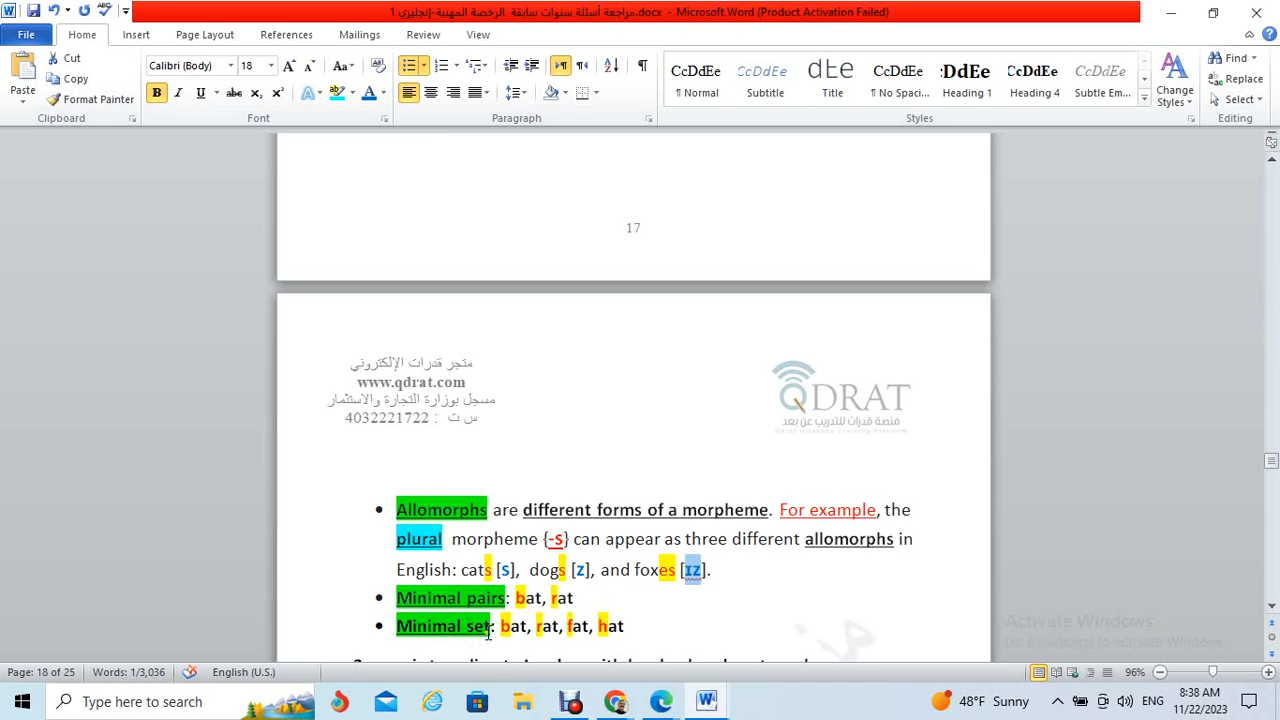 مراجعة أسئلة سنوات سابقة الرخصة المهنية-إنجليزي 1.docx - Microsoft Word (Product Activation Failed)
File Home Insert Page Layout References Mailings Review View
Cut
Copy
Format Painter
Paste
Clipboard
Calibri (Body) 18
Font
Paragraph
AaBbCcDdEe
¶ Normal Subtitle Title ¶ No Spaci... Heading 1 Heading 4 Subtle Em...
Styles
Change Styles
Find
Replace
Select
Editing
17
متجر قدرات الإلكتروني
www.qdrat.com
مسجل بوزارة التجارة والاستثمار
س ت : 4032221722
QDRAT
منصة قدرات للتدريب عن بعد
• Allomorphs are different forms of a morpheme. For example, the
plural morpheme {-s} can appear as three different allomorphs in
English: cats [s], dogs [z], and foxes [ɪz].
• Minimal pairs: bat, rat
• Minimal set: bat, rat, fat, hat
Activate Windows
Page: 18 of 25 Words: 1/3,036 English (U.S.) 96%
Type here to search
48°F Sunny
ENG
:38 AM
11/22/2023